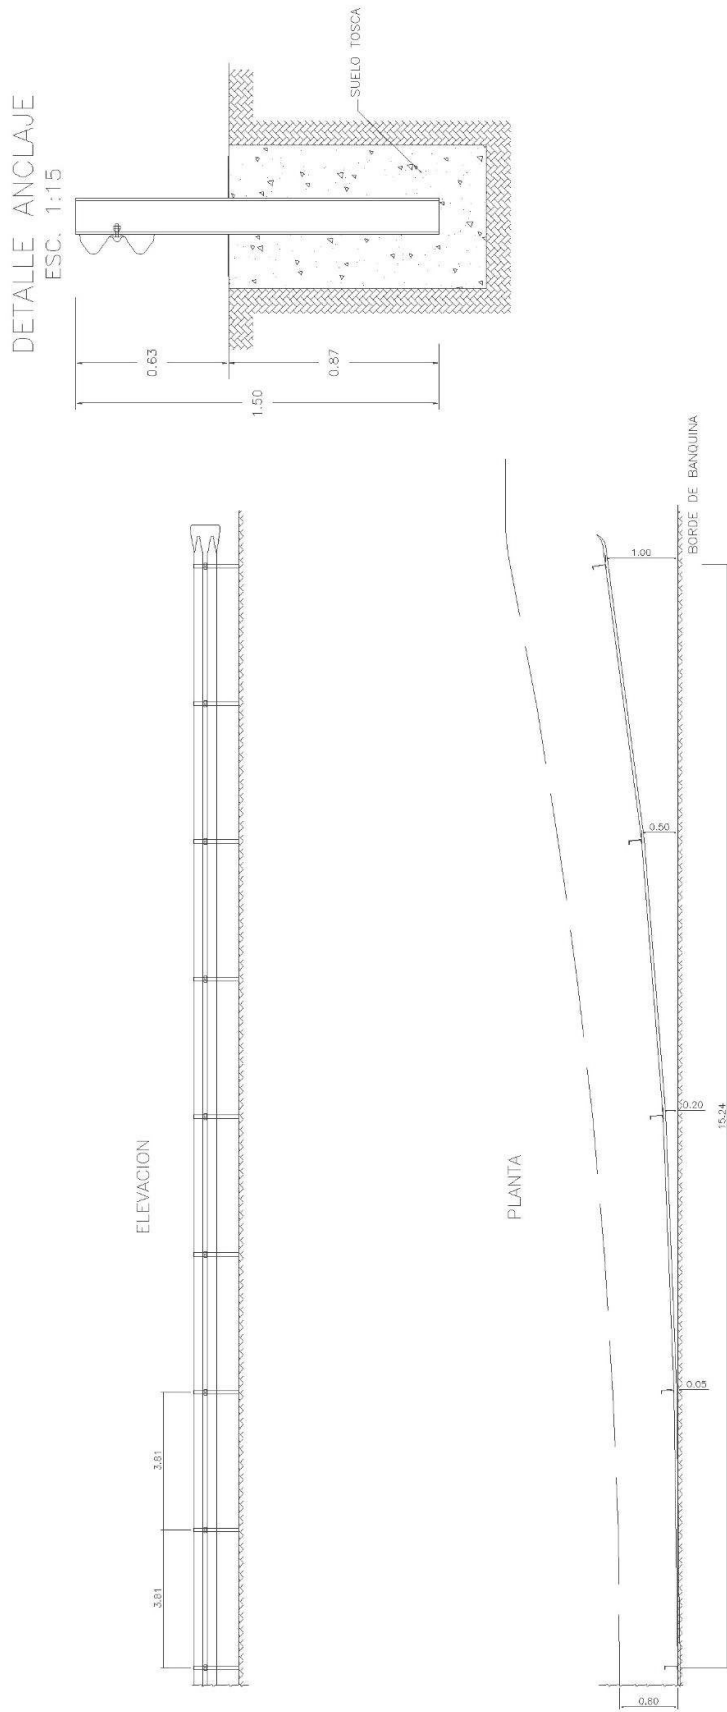 DETALLE ANCLAJE
ESC. 1:15
SUELO TOSCA
0.63
0.87
1.50
ELEVACION
3.81
3.81
PLANTA
BORDE DE BANQUINA
1.00
0.50
0.20
0.05
15.24
0.80